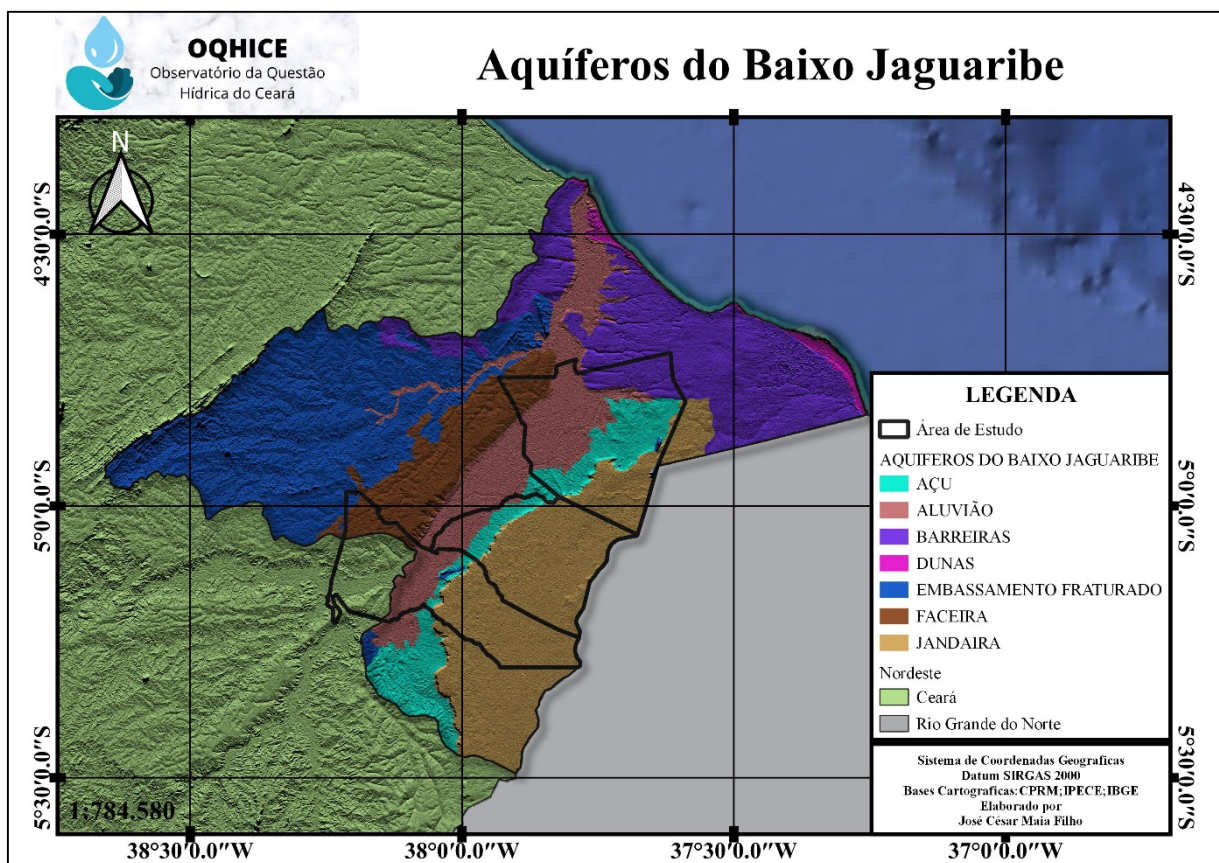 OQHICE
Observatório da Questão
Hídrica do Ceará
Aquíferos do Baixo Jaguaribe
N
4°30'0.0"S
4°30'0.0"S
5°0'0.0"S
5°0'0.0"S
5°30'0.0"S
5°30'0.0"S
LEGENDA
Área de Estudo
AQUIFEROS DO BAIXO JAGUARIBE
AÇU
ALUVIÃO
BARREIRAS
DUNAS
EMBASSAMENTO FRATURADO
FACEIRA
JANDAIRA
Nordeste
Ceará
Rio Grande do Norte
Sistema de Coordenadas Geograficas
Datum SIRGAS 2000
Bases Cartograficas:CPRM;IPECE;IBGE
Elaborado por
José César Maia Filho
1:784.580
38°30'0.0"W
38°0'0.0"W
37°30'0.0"W
37°0'0.0"W